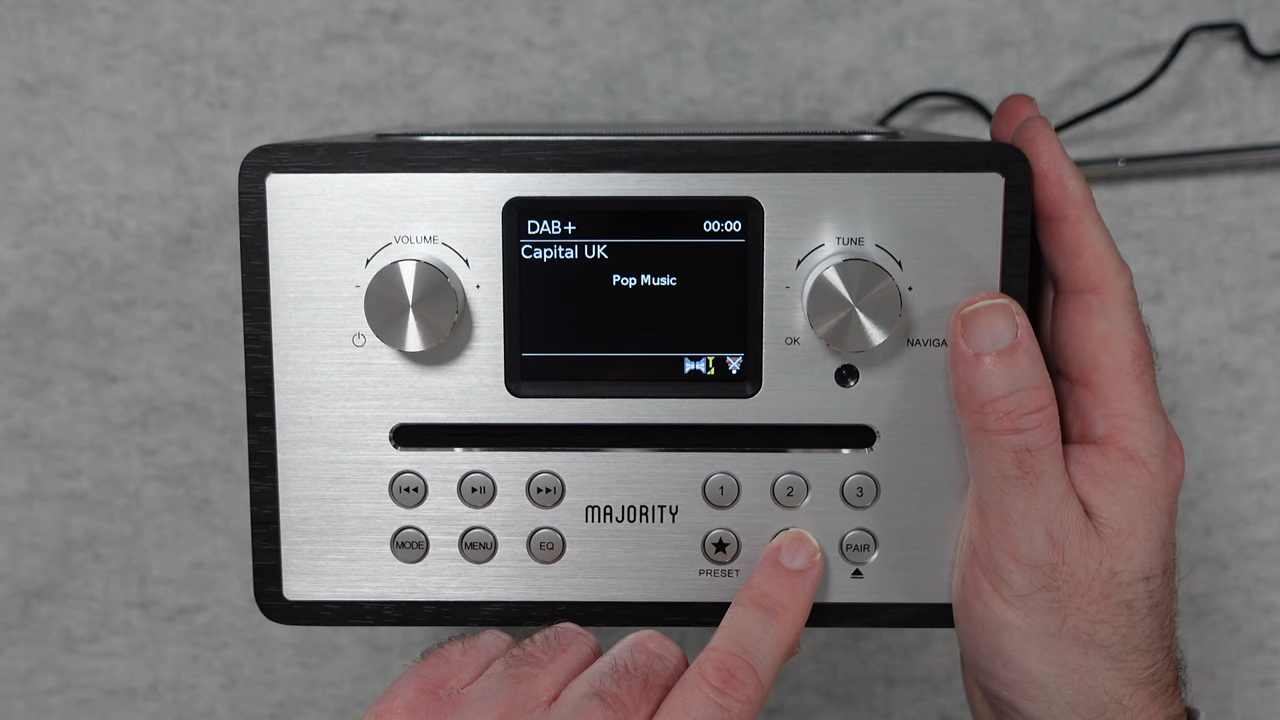 DAB+ 00:00
Capital UK
Pop Music
VOLUME
- +
TUNE
- +
OK NAVIGA
1 2 3
MAJORITY
MODE MENU EQ
PAIR
PRESET